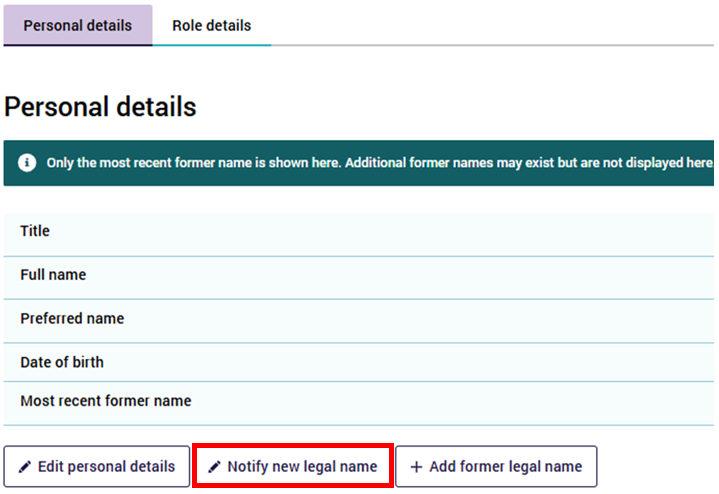 Personal details
Role details
Personal details
Only the most recent former name is shown here. Additional former names may exist but are not displayed here
Title
Full name
Preferred name
Date of birth
Most recent former name
Edit personal details
Notify new legal name
Add former legal name